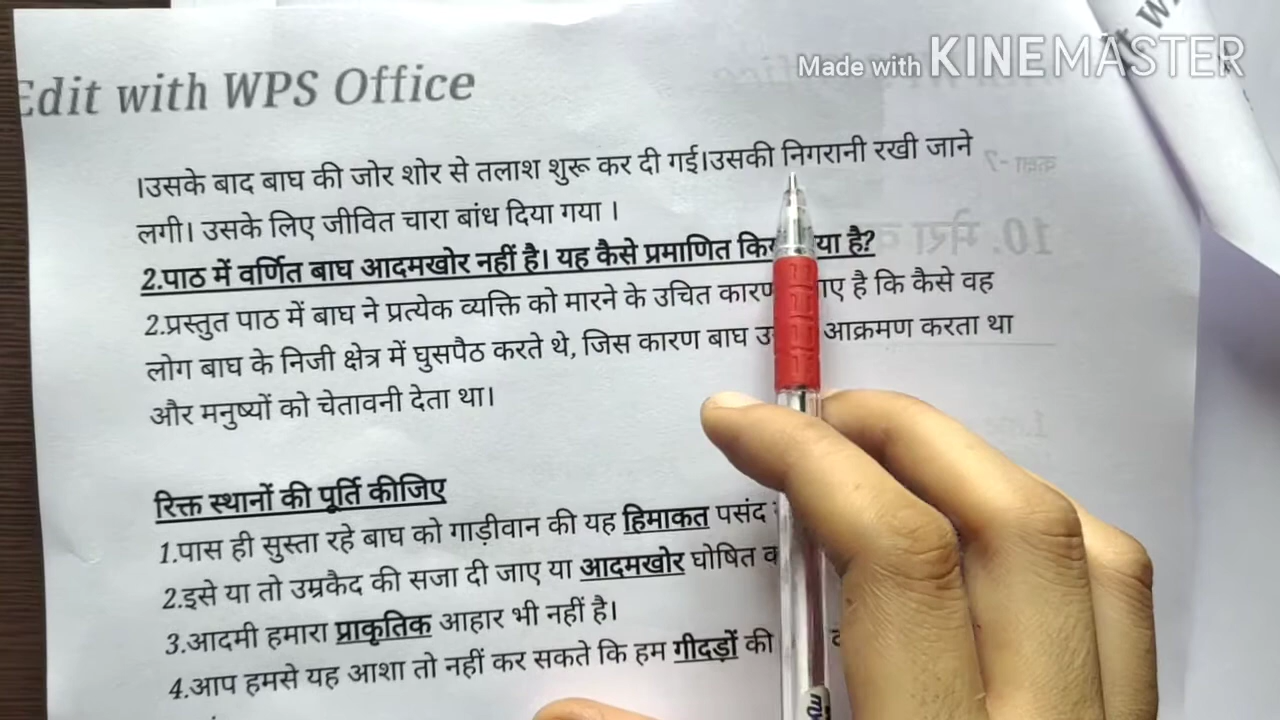 Made with KINEMASTER
Edit with WPS Office
।उसके बाद बाघ की जोर शोर से तलाश शुरू कर दी गई।उसकी निगरानी रखी जाने
लगी। उसके लिए जीवित चारा बांध दिया गया ।
2.पाठ में वर्णित बाघ आदमखोर नहीं है। यह कैसे प्रमाणित है?
2.प्रस्तुत पाठ में बाघ ने प्रत्येक व्यक्ति को मारने के उचित कारण है कि कैसे वह
लोग बाघ के निजी क्षेत्र में घुसपैठ करते थे, जिस कारण बाघ आक्रमण करता था
और मनुष्यों को चेतावनी देता था।
रिक्त स्थानों की पूर्ति कीजिए
1.पास ही सुस्ता रहे बाघ को गाड़ीवान की यह हिमाकत पसंद
2.इसे या तो उम्रकैद की सजा दी जाए या आदमखोर घोषित
3.आदमी हमारा प्राकृतिक आहार भी नहीं है।
4.आप हमसे यह आशा तो नहीं कर सकते कि हम गीदड़ों की